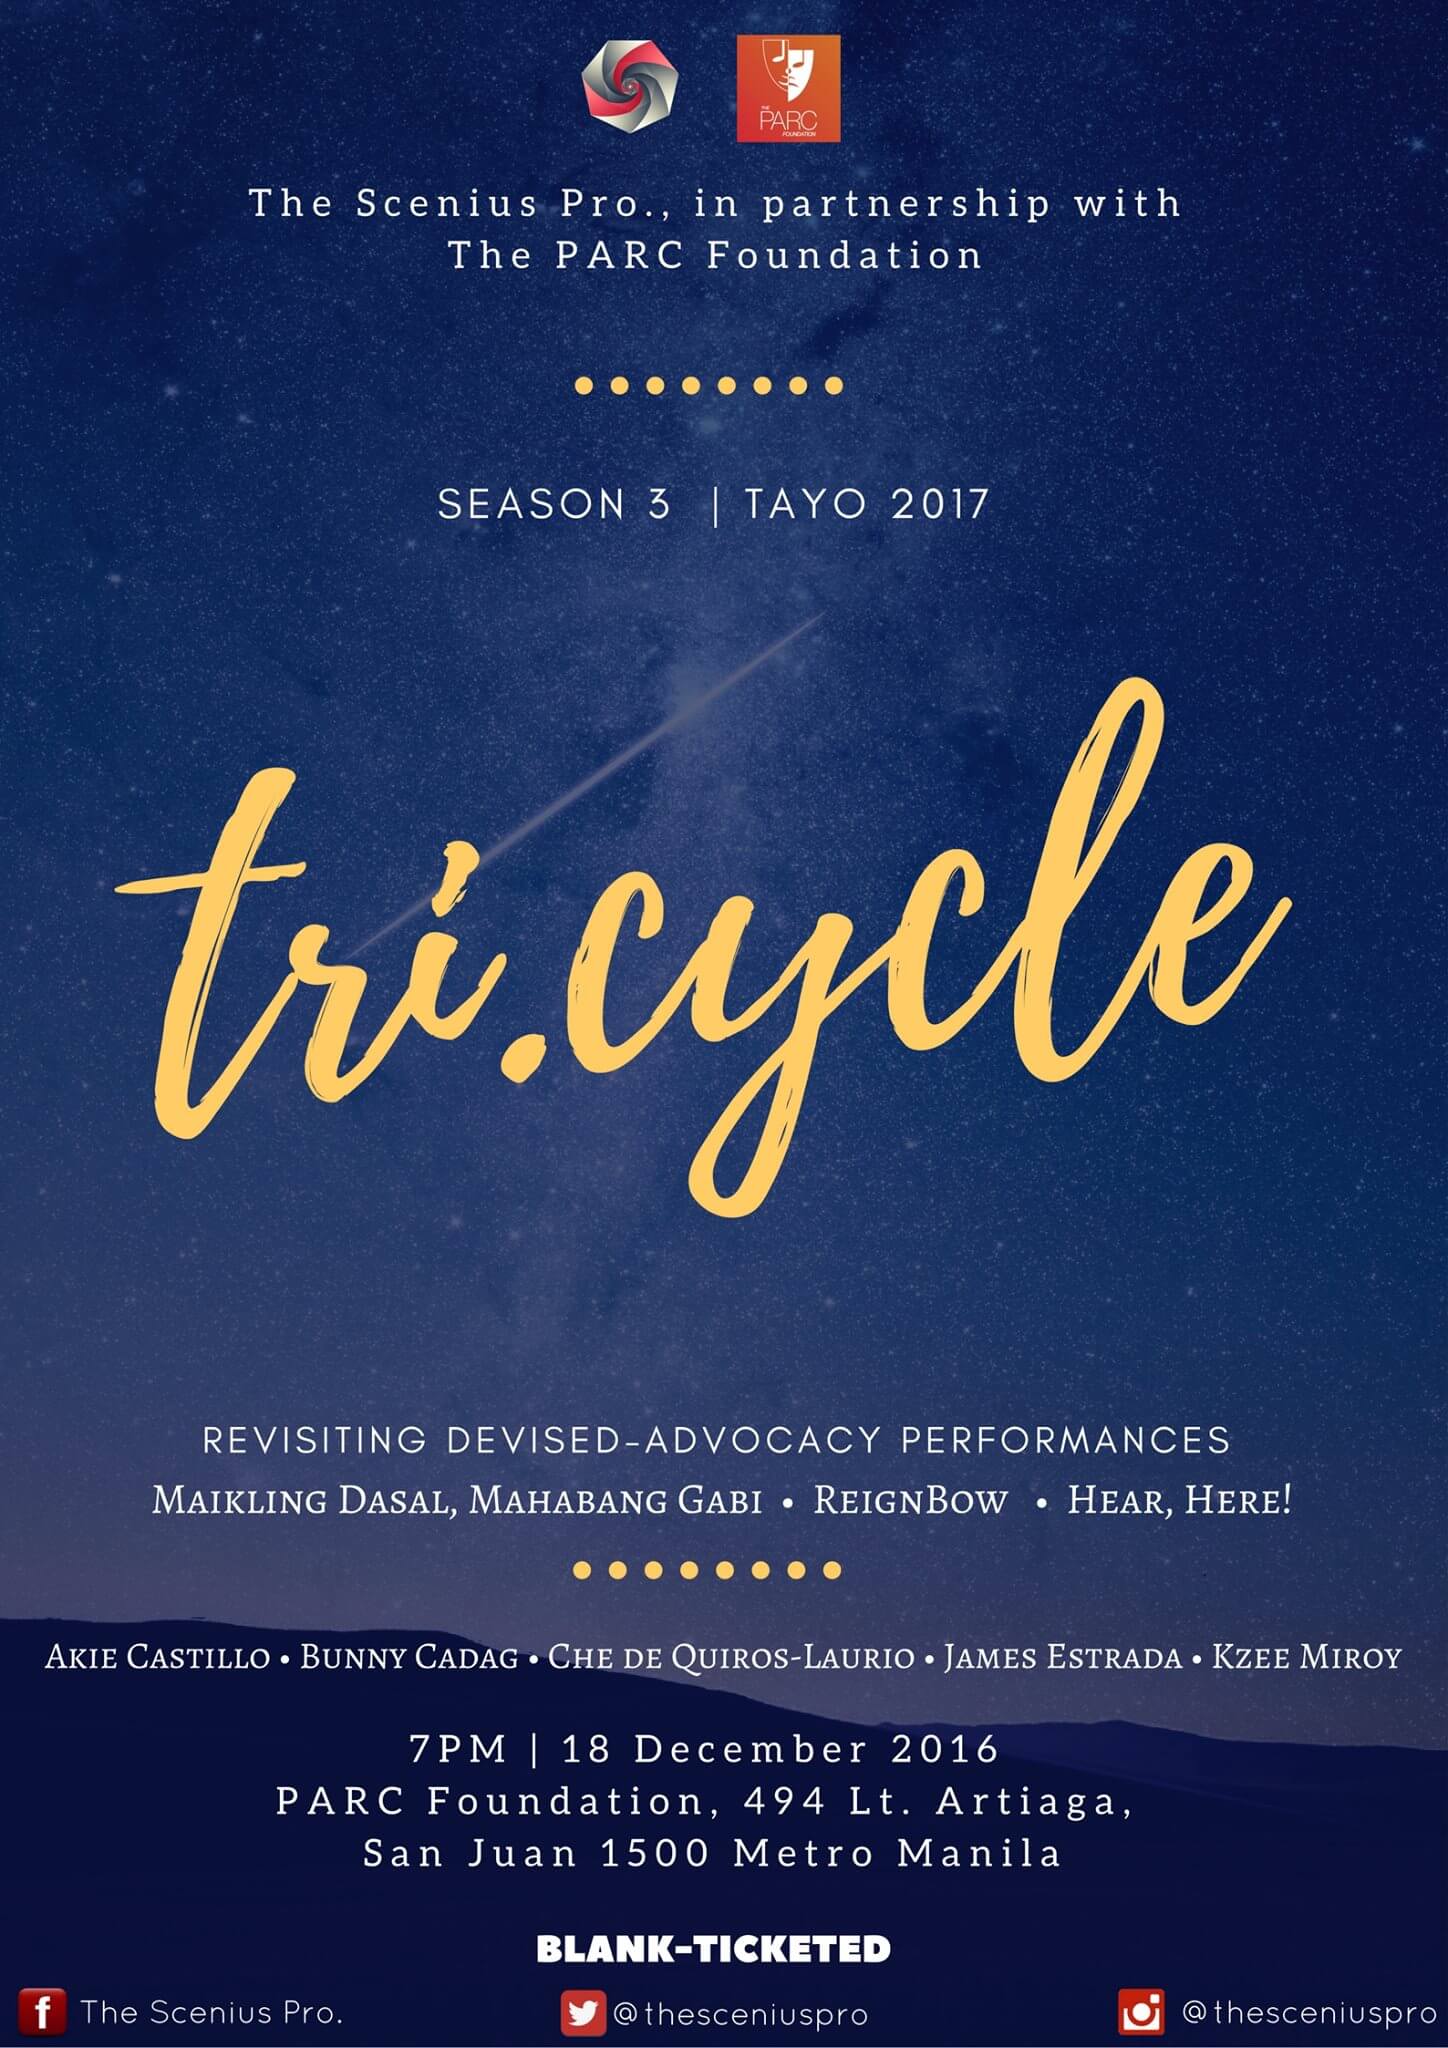 THE
PARC
FOUNDATION
The Scenius Pro., in partnership with
The PARC Foundation
SEASON 3 | TAYO 2017
tri.cycle
REVISITING DEVISED-ADVOCACY PERFORMANCES
MAIKLING DASAL, MAHABANG GABI • REIGNBOW • HEAR, HERE!
AKIE CASTILLO • BUNNY CADAG • CHE DE QUIROS-LAURIO • JAMES ESTRADA • KZEE MIROY
7PM | 18 December 2016
PARC Foundation, 494 Lt. Artiaga,
San Juan 1500 Metro Manila
BLANK-TICKETED
f The Scenius Pro. @thesceniuspro @thesceniuspro